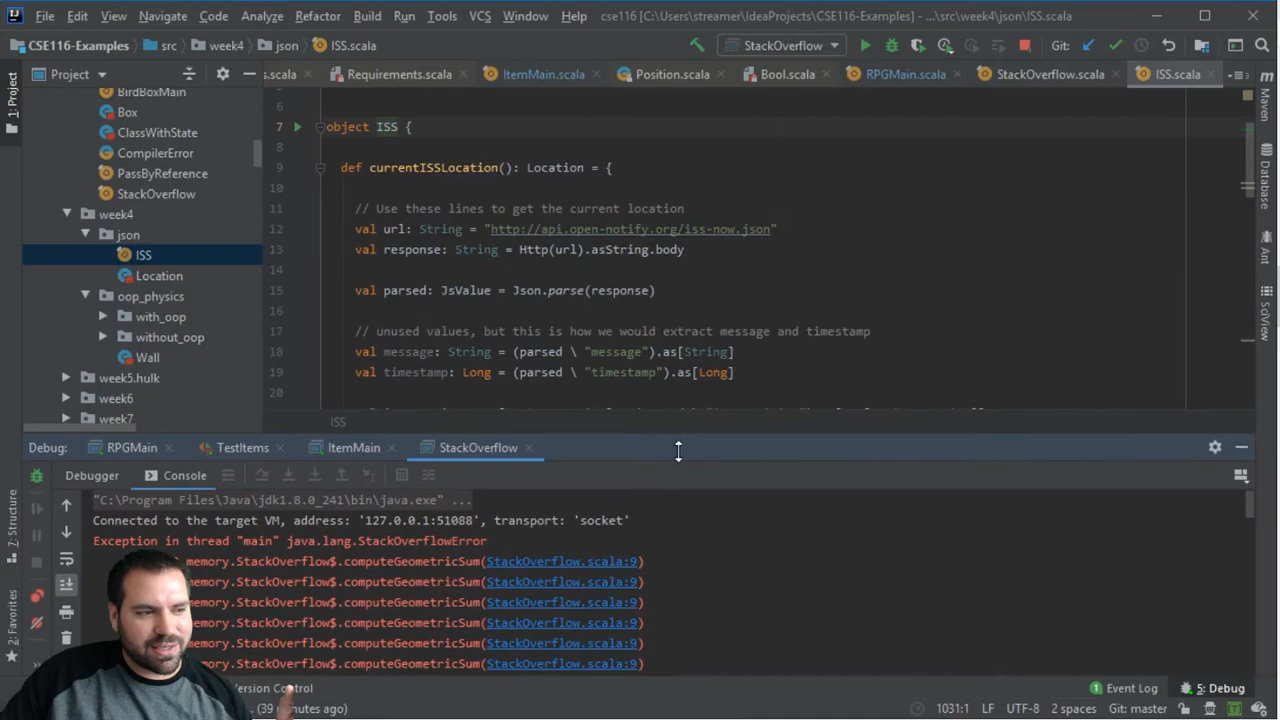 File Edit View Navigate Code Analyze Refactor Build Run Tools VCS Window Help cse116 [C:\Users\streamer\IdeaProjects\CSE116-Examples] - ...\src\week4\json\ISS.scala
CSE116-Examples src week4 json ISS.scala StackOverflow Git:
1: Project
Project
s.scala Requirements.scala ItemMain.scala Position.scala Bool.scala RPGMain.scala StackOverflow.scala ISS.scala
BirdBoxMain
Box
ClassWithState
CompilerError
PassByReference
StackOverflow
week4
json
ISS
Location
oop_physics
with_oop
without_oop
Wall
week5.hulk
week6
week7
6
7 object ISS {
8
9 def currentISSLocation(): Location = {
10
11 // Use these lines to get the current location
12 val url: String = "http://api.open-notify.org/iss-now.json"
13 val response: String = Http(url).asString.body
14
15 val parsed: JsValue = Json.parse(response)
16
17 // unused values, but this is how we would extract message and timestamp
18 val message: String = (parsed \ "message").as[String]
19 val timestamp: Long = (parsed \ "timestamp").as[Long]
20
ISS
Maven
Database
Ant
SciView
Debug: RPGMain TestItems ItemMain StackOverflow
Debugger Console
7: Structure
2: Favorites
"C:\Program Files\Java\jdk1.8.0_241\bin\java.exe" ...
Connected to the target VM, address: '127.0.0.1:51088', transport: 'socket'
Exception in thread "main" java.lang.StackOverflowError
memory.StackOverflow$.computeGeometricSum(StackOverflow.scala:9)
memory.StackOverflow$.computeGeometricSum(StackOverflow.scala:9)
memory.StackOverflow$.computeGeometricSum(StackOverflow.scala:9)
memory.StackOverflow$.computeGeometricSum(StackOverflow.scala:9)
memory.StackOverflow$.computeGeometricSum(StackOverflow.scala:9)
memory.StackOverflow$.computeGeometricSum(StackOverflow.scala:9)
ersion Control 1 Event Log 5: Debug
(39 minutes ago) 1031:1 LF UTF-8 2 spaces Git: master